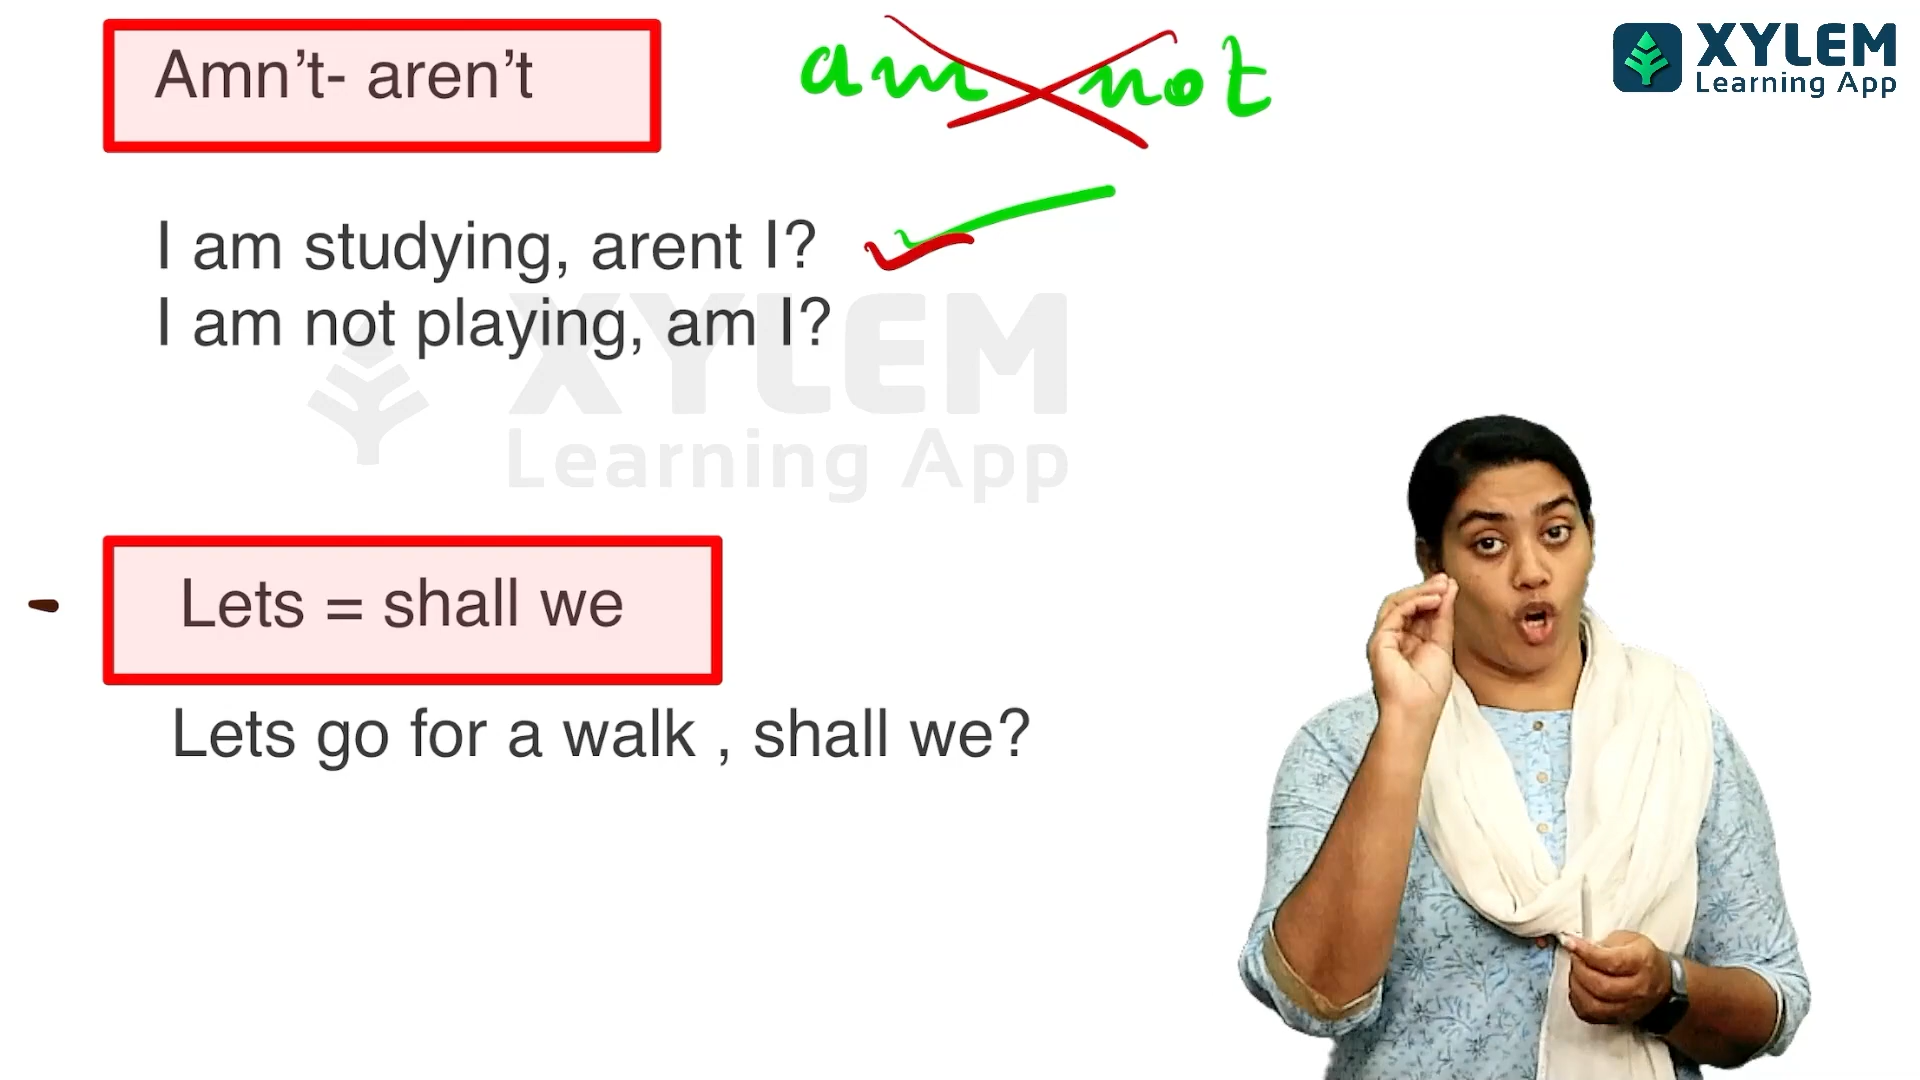 Amn’t- aren’t
am not
XYLEM
Learning App
I am studying, arent I?
I am not playing, am I?
XYLEM
Learning App
Lets = shall we
Lets go for a walk , shall we?